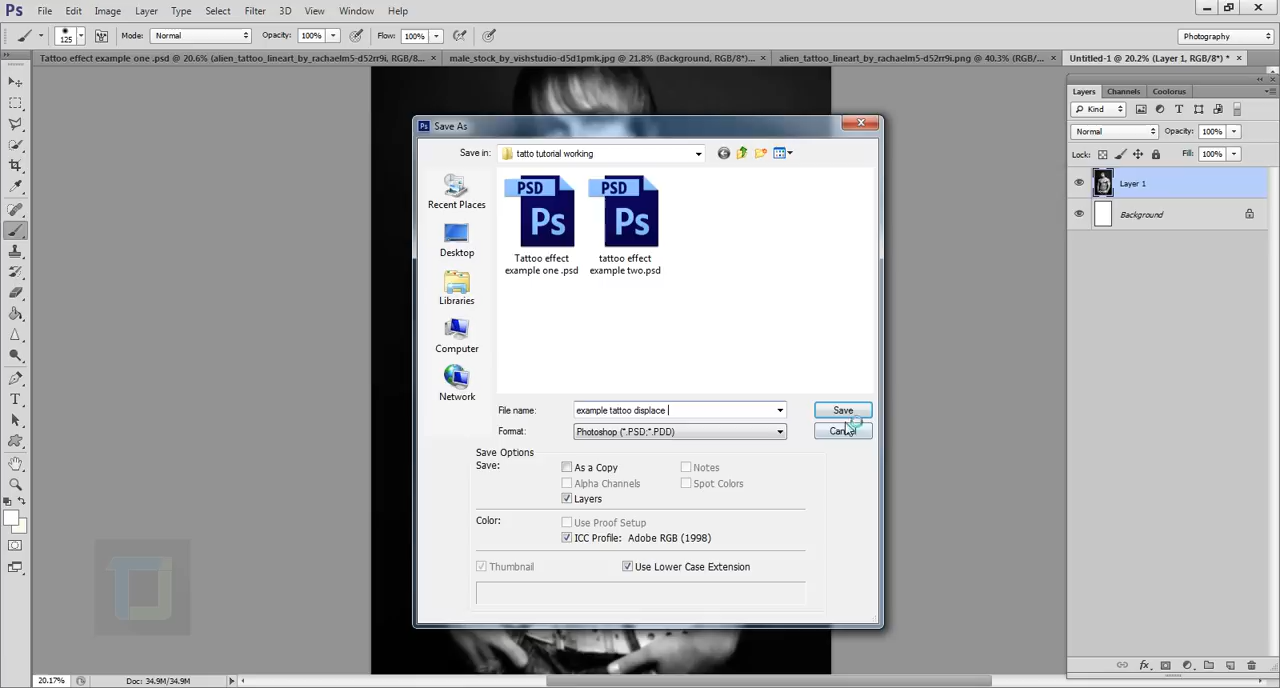 Ps File Edit Image Layer Type Select Filter 3D View Window Help
125 Mode: Normal Opacity: 100% Flow: 100% Photography
Tattoo effect example one .psd @ 20.6% (alien_tattoo_lineart_by_rachaelm5-d52rr9i, RGB/8... × male_stock_by_vishstudio-d5d1pmk.jpg @ 21.8% (Background, RGB/8*)... × alien_tattoo_lineart_by_rachaelm5-d52rr9i.png @ 40.3% (RGB/... × Untitled-1 @ 20.2% (Layer 1, RGB/8*) * ×
Layers Channels Coolorus
Kind
Normal Opacity: 100%
Lock: Fill: 100%
Layer 1
Background
Ps Save As
Save in: tatto tutorial working
Recent Places
Desktop
Libraries
Computer
Network
PSD PSD
Ps Ps
Tattoo effect example one .psd
tattoo effect example two.psd
File name: example tattoo displace Save
Format: Photoshop (*.PSD;*.PDD)
Save Options
Save: As a Copy Notes
Alpha Channels Spot Colors
Layers
Color: Use Proof Setup
ICC Profile: Adobe RGB (1998)
Thumbnail Use Lower Case Extension
20.17% Doc: 34.9M/34.9M